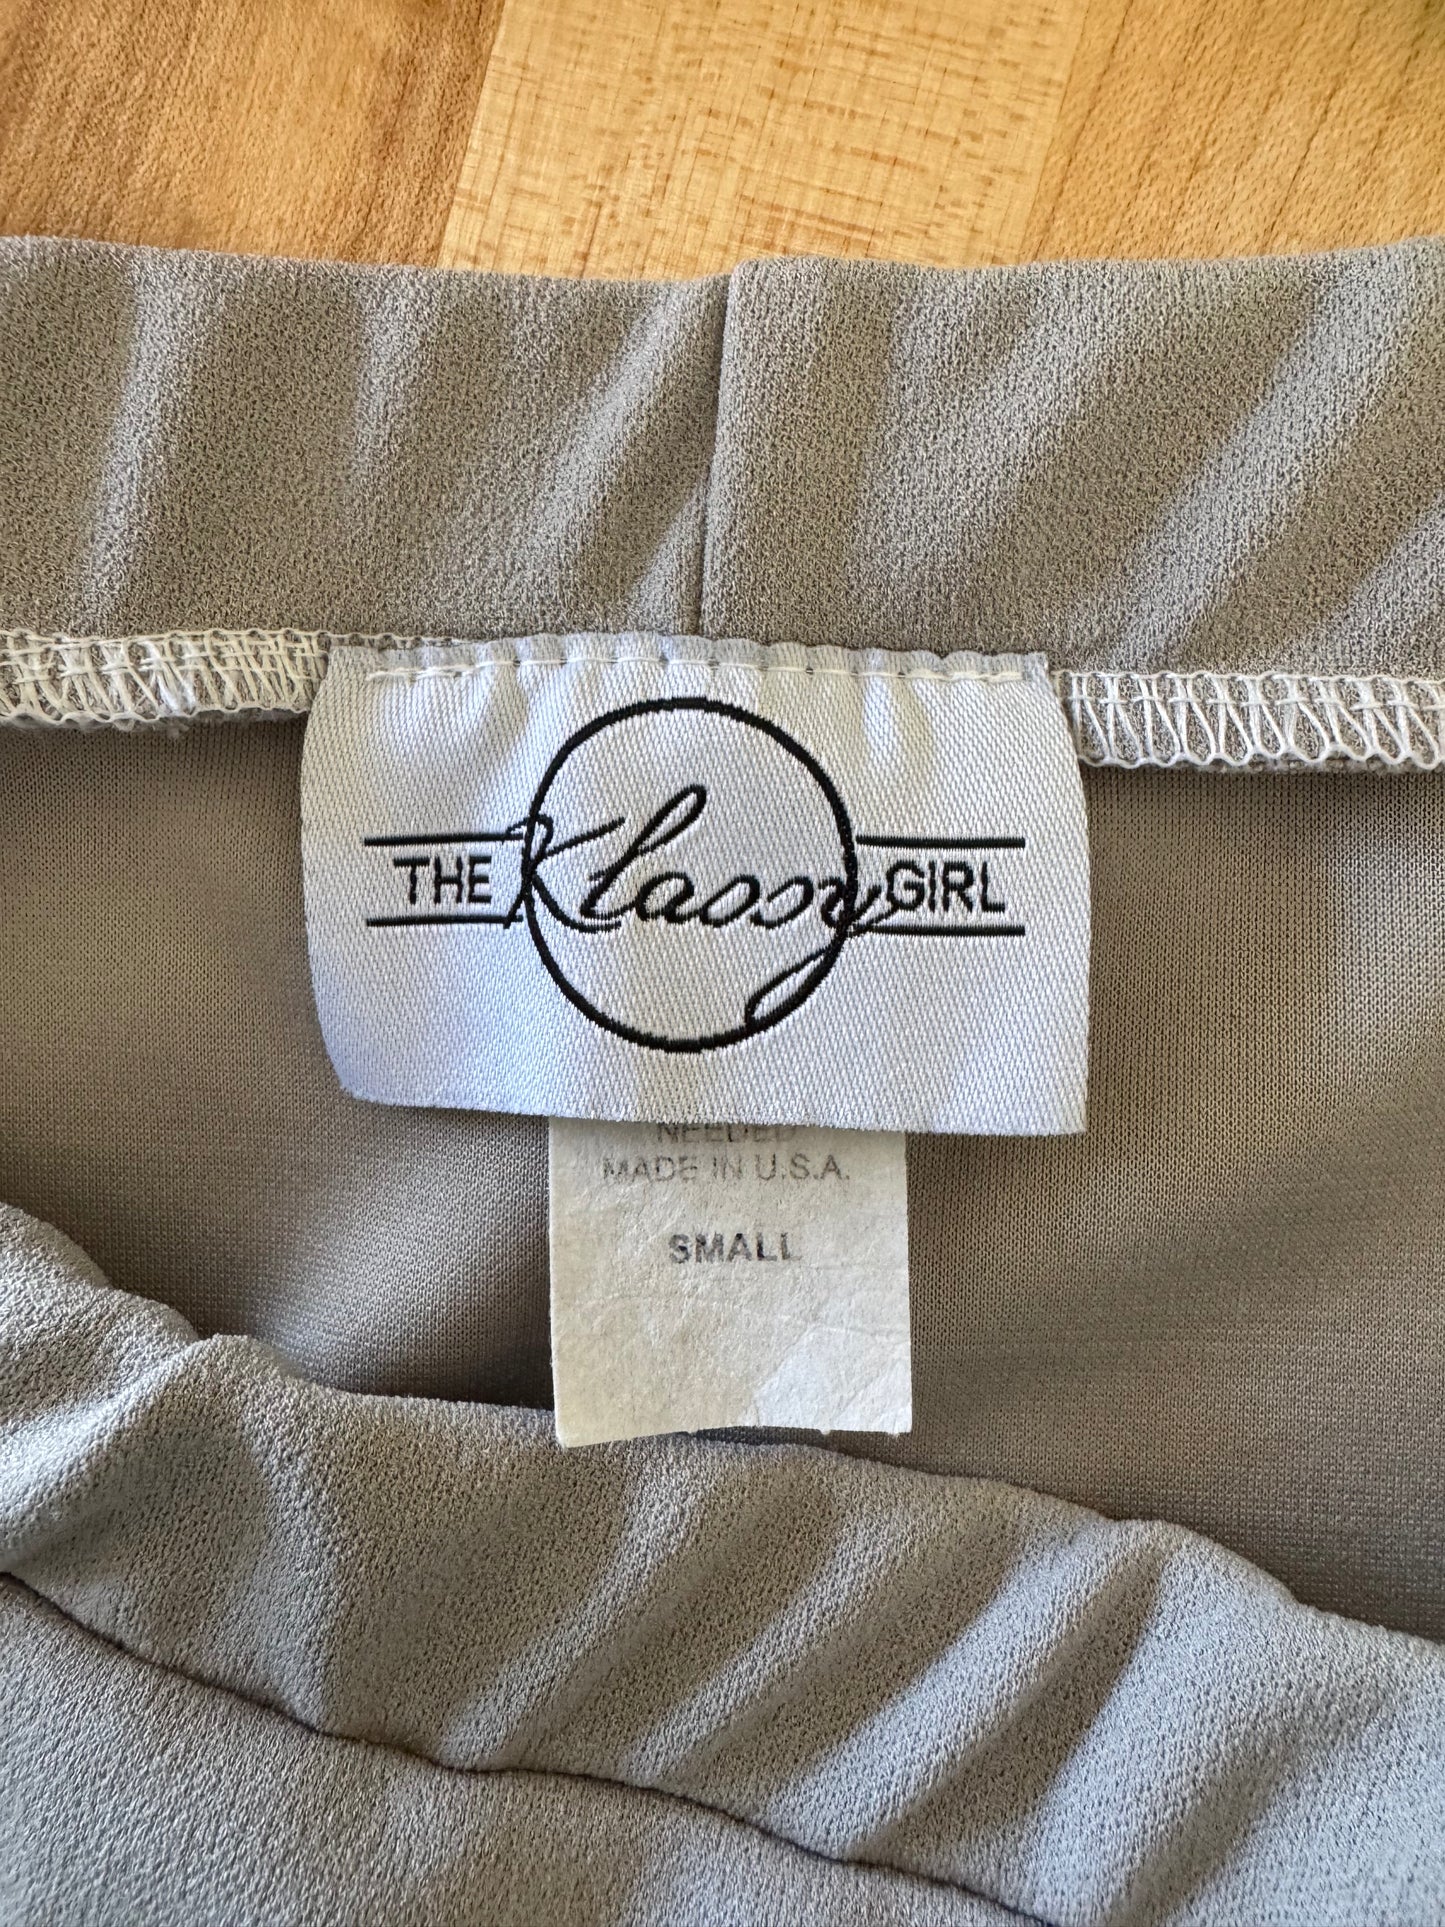 THE Klassy GIRL
NEEDED
MADE IN U.S.A.
SMALL